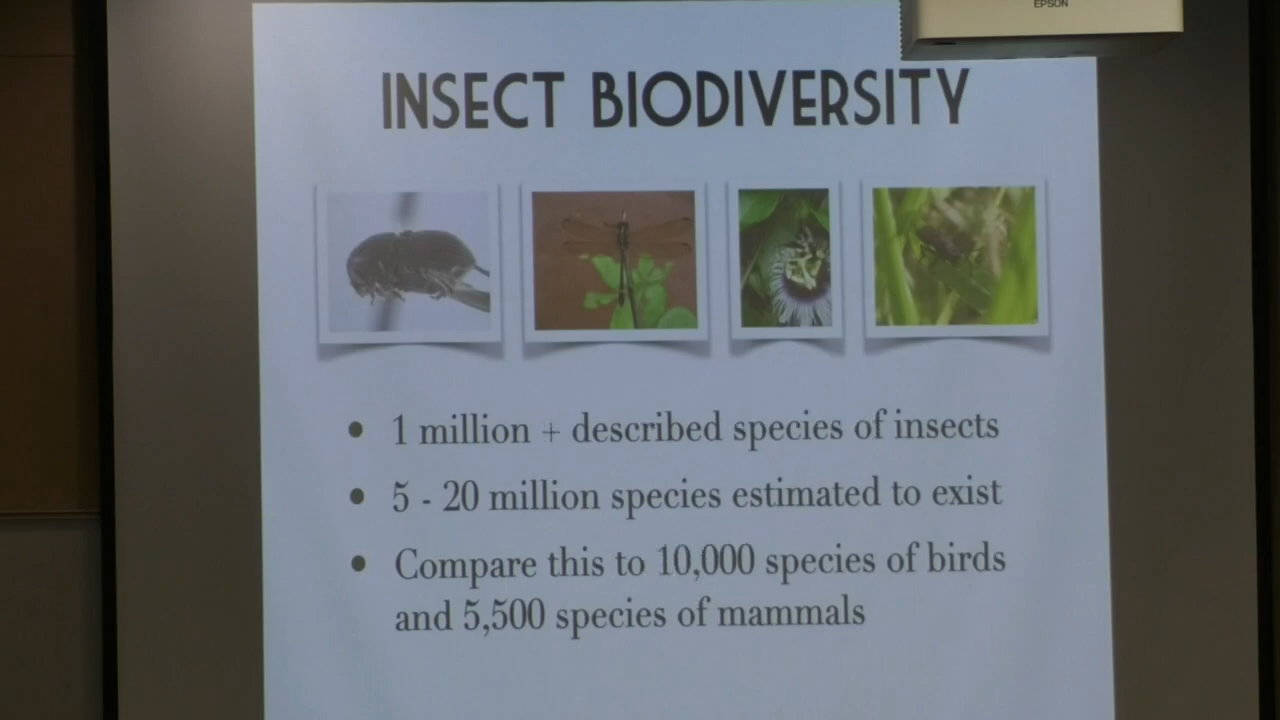 EPSON
INSECT BIODIVERSITY
• 1 million + described species of insects
• 5 - 20 million species estimated to exist
• Compare this to 10,000 species of birds
and 5,500 species of mammals